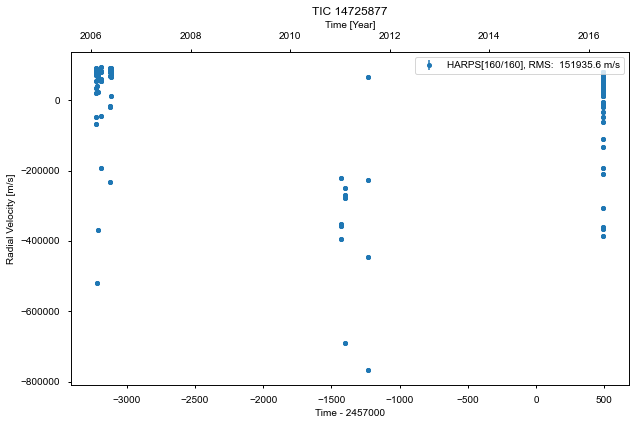 TIC 14725877
Time [Year]
2006 2008 2010 2012 2014 2016
HARPS[160/160], RMS: 151935.6 m/s
Radial Velocity [m/s]
0
−200000
−400000
−600000
−800000
−3000 −2500 −2000 −1500 −1000 −500 0 500
Time - 2457000